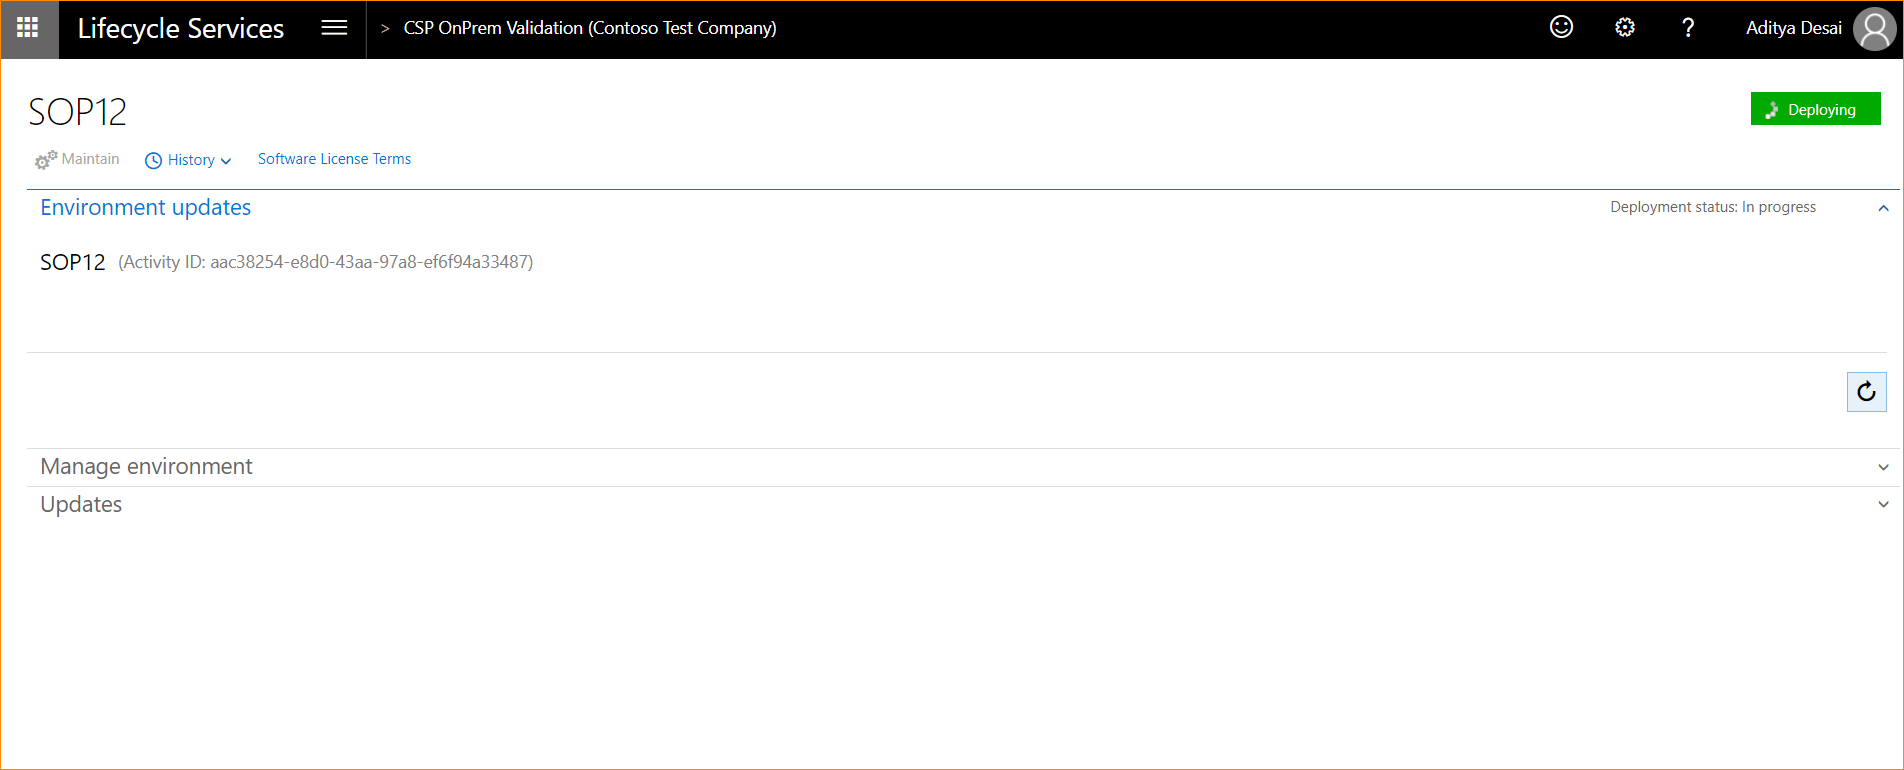 Lifecycle Services > CSP OnPrem Validation (Contoso Test Company) ? Aditya Desai
SOP12
Deploying
Maintain History Software License Terms
Environment updates Deployment status: In progress
SOP12 (Activity ID: aac38254-e8d0-43aa-97a8-ef6f94a33487)
Manage environment
Updates